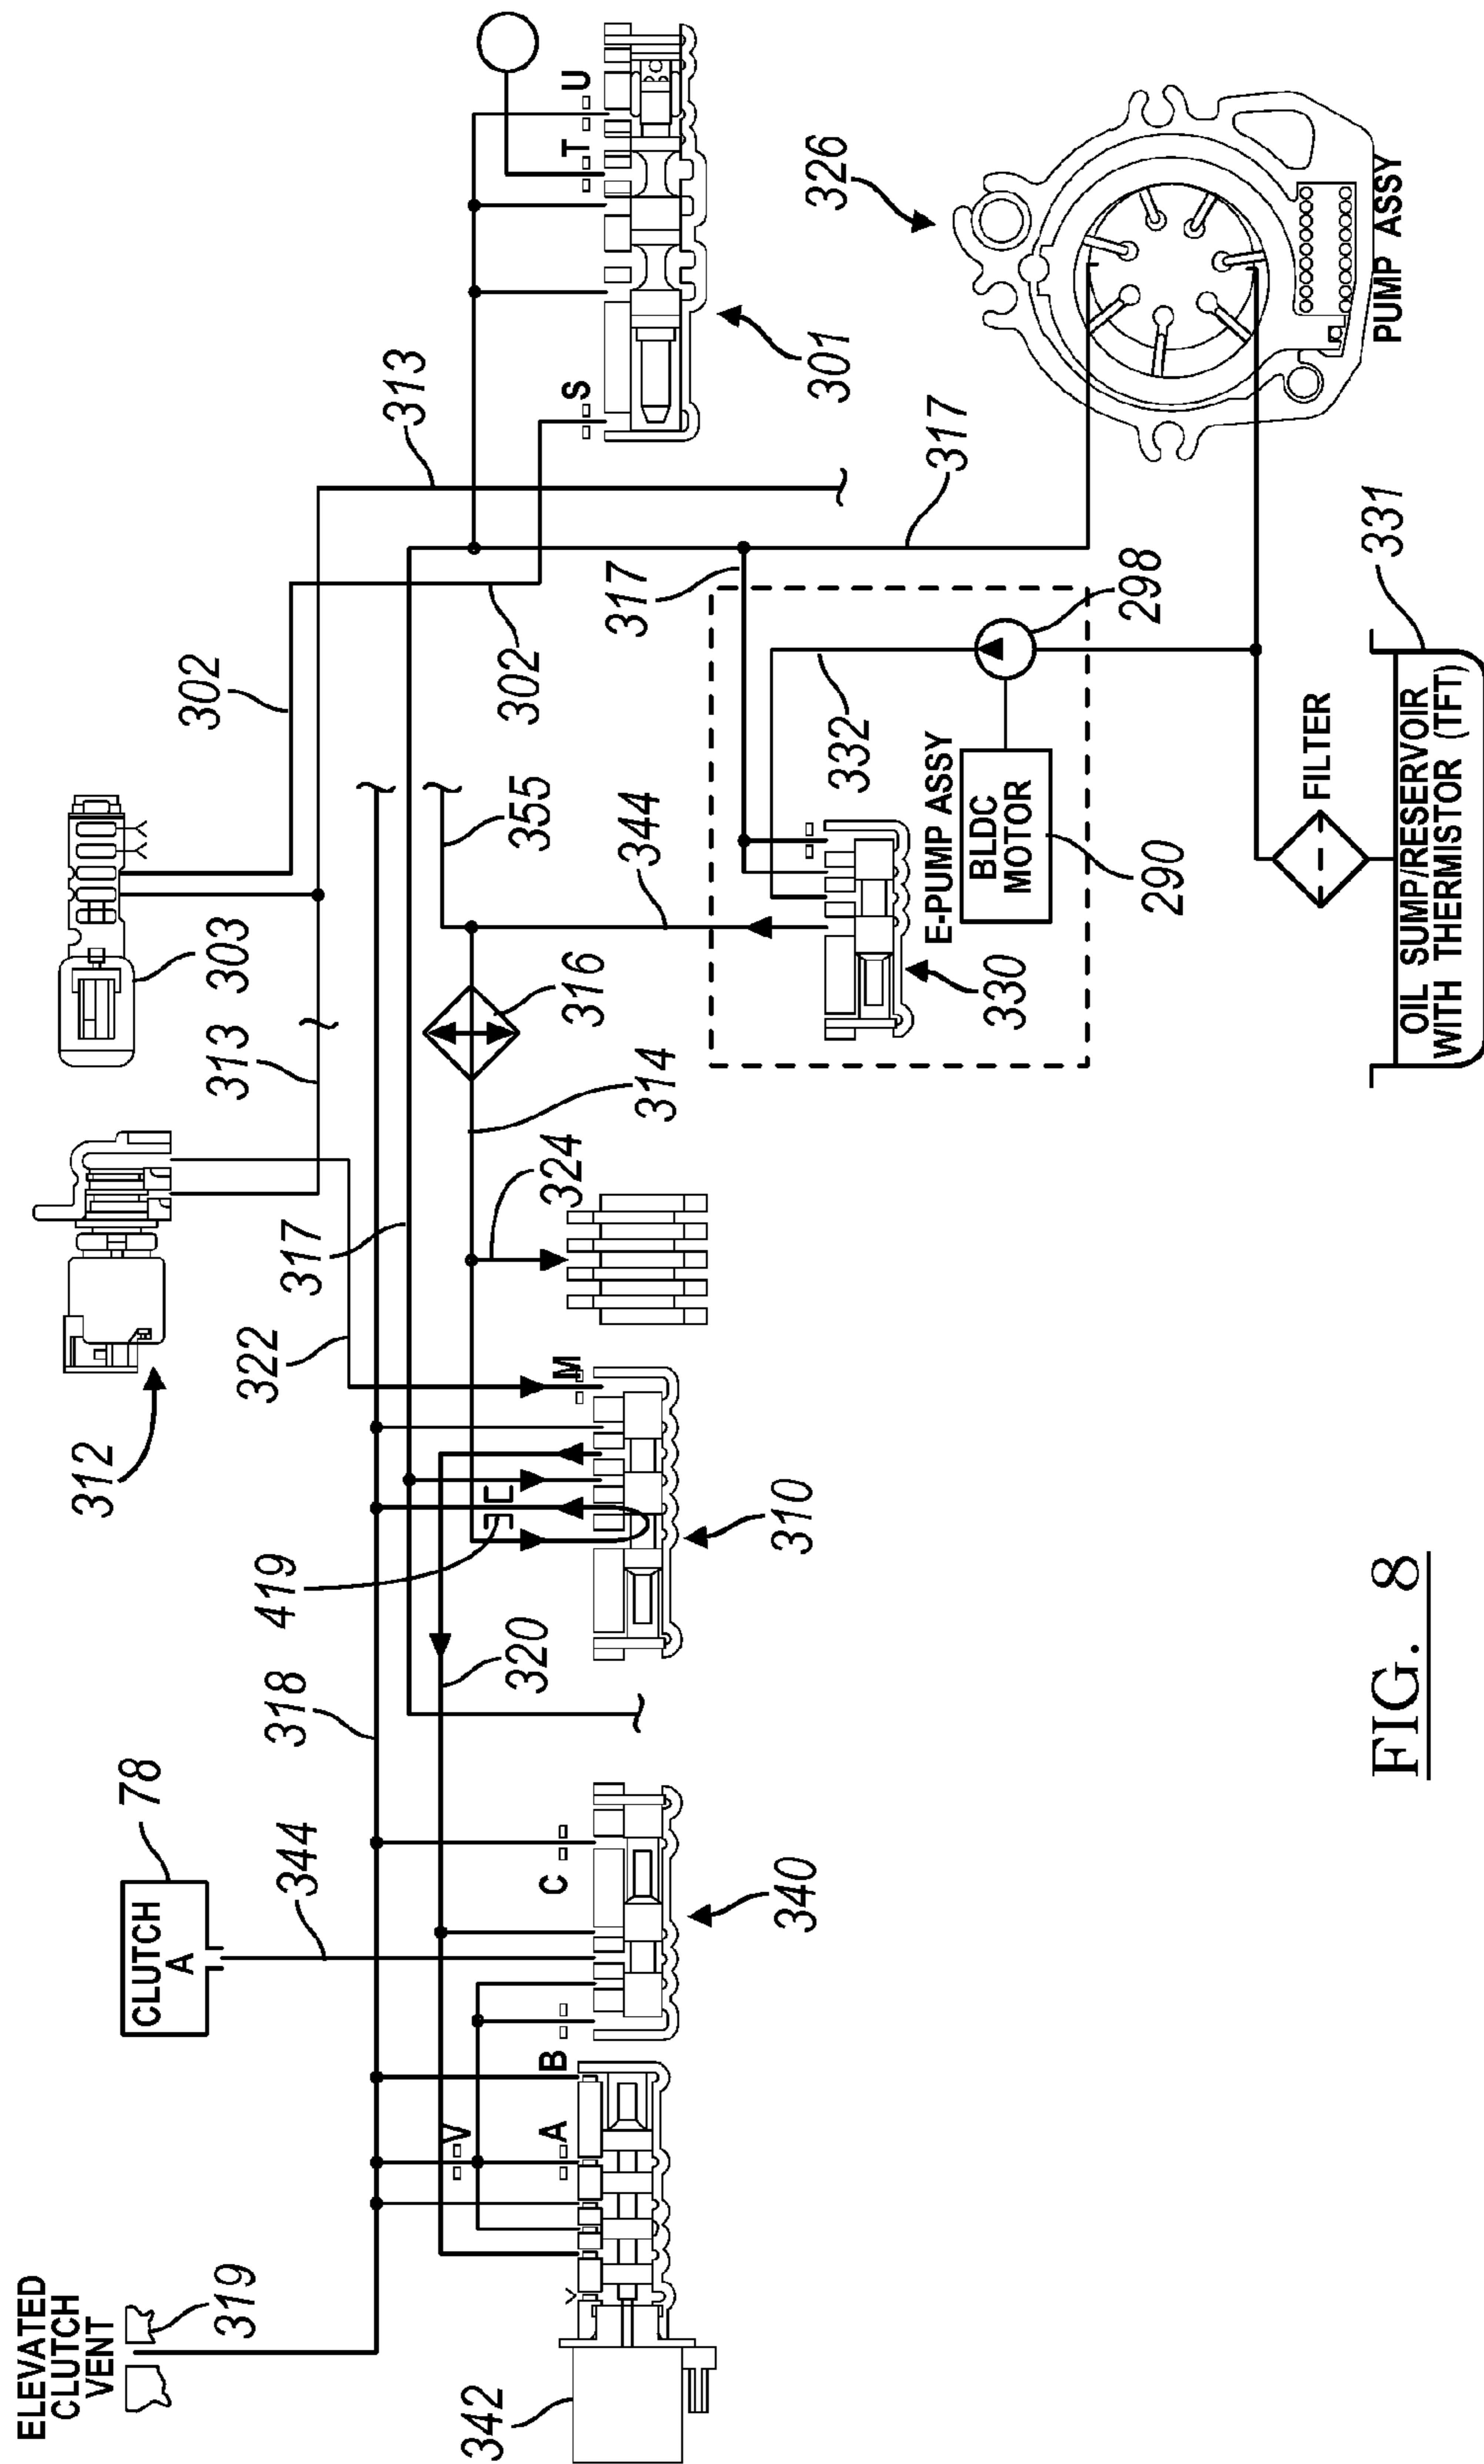 ELEVATED
CLUTCH
VENT
319
342
V
A
B
CLUTCH
A
78
344
C
340
318
419
320
310
M
312
322
317
313
303
324
314
316
344
355
302
302
313
S
T
U
301
317
317
332
298
E-PUMP ASSY
BLDC
MOTOR
290
330
326
PUMP ASSY
FILTER
331
OIL SUMP/RESERVOIR
WITH THERMISTOR (TFT)
FIG. 8